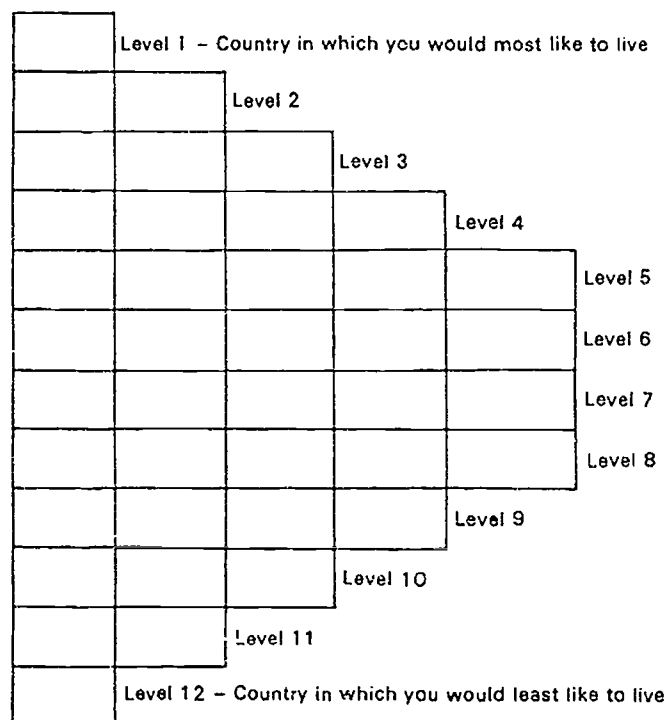 Level 1 – Country in which you would most like to live
Level 2
Level 3
Level 4
Level 5
Level 6
Level 7
Level 8
Level 9
Level 10
Level 11
Level 12 – Country in which you would least like to live